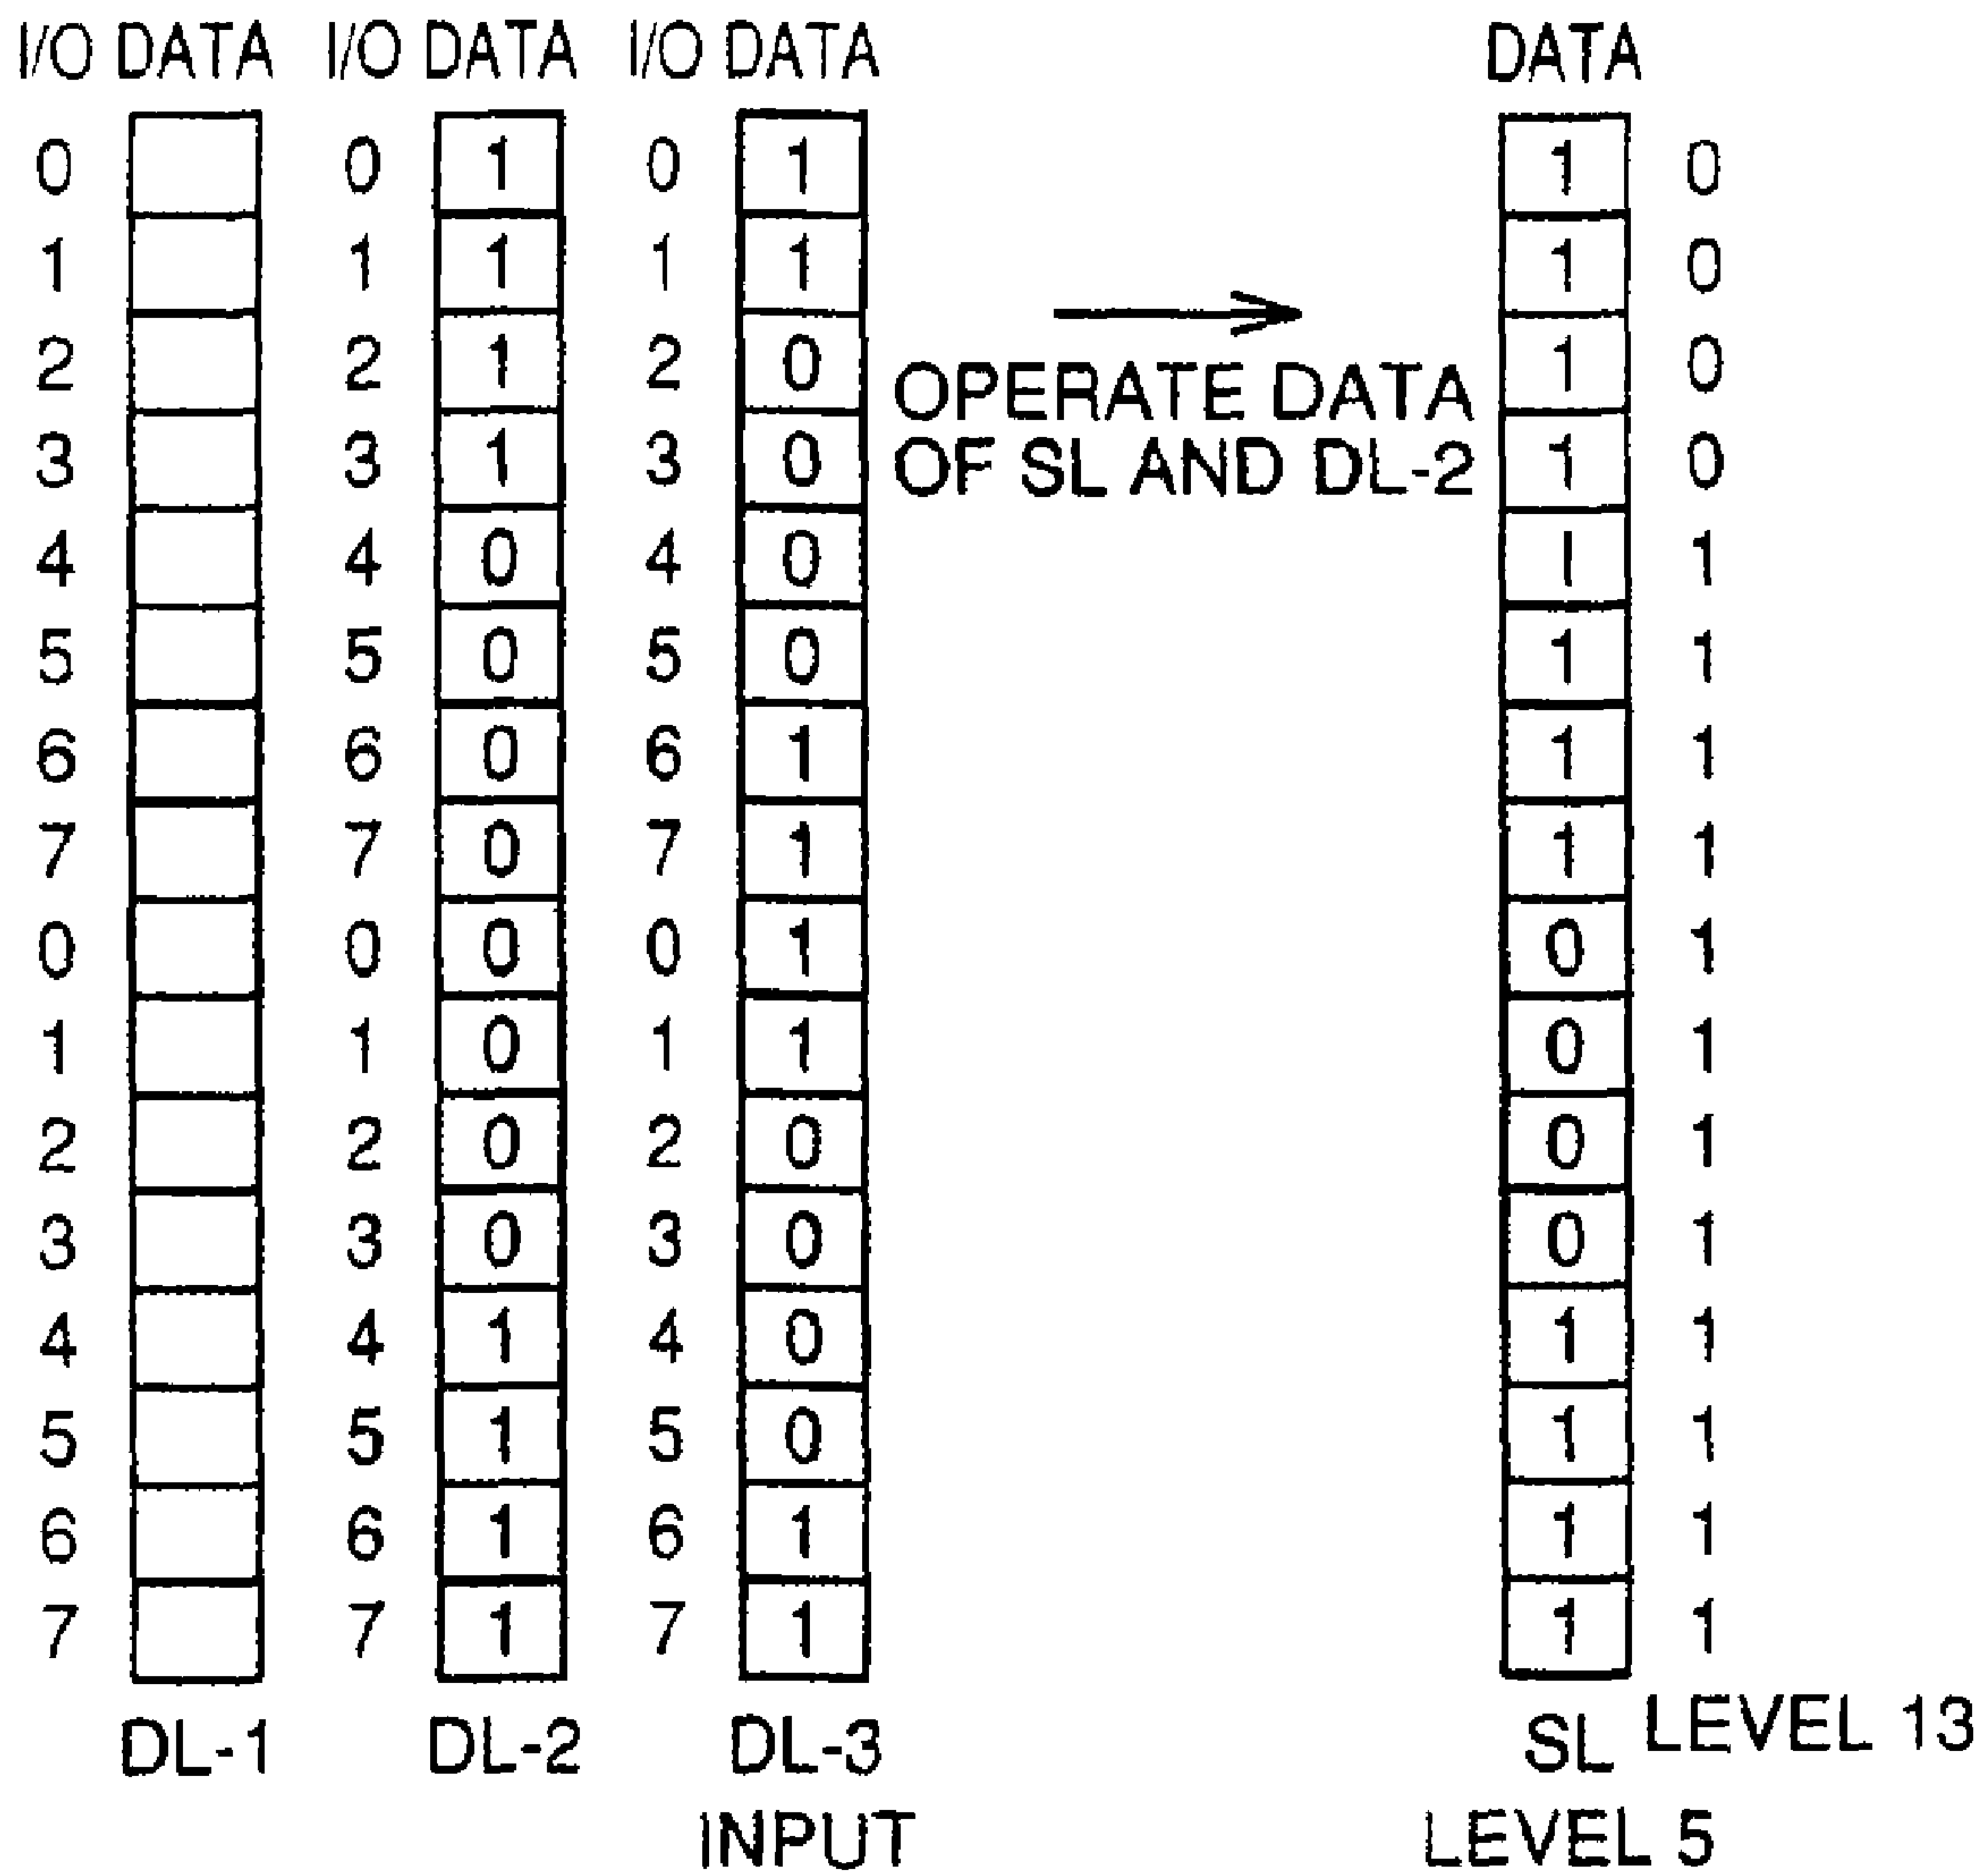 I/O DATA I/O DATA I/O DATA DATA
0 0 1 0 1 1 0
1 1 1 1 1 1 0
2 2 1 2 0 1 0
3 3 1 3 0 1 0
OPERATE DATA
OF SL AND DL-2
4 4 0 4 0 1 1
5 5 0 5 0 1 1
6 6 0 6 1 1 1
7 7 0 7 1 1 1
0 0 0 0 1 0 1
1 1 0 1 1 0 1
2 2 0 2 0 0 1
3 3 0 3 0 0 1
4 4 1 4 0 1 1
5 5 1 5 0 1 1
6 6 1 6 1 1 1
7 7 1 7 1 1 1
DL-1 DL-2 DL-3 SL LEVEL 13
INPUT LEVEL 5